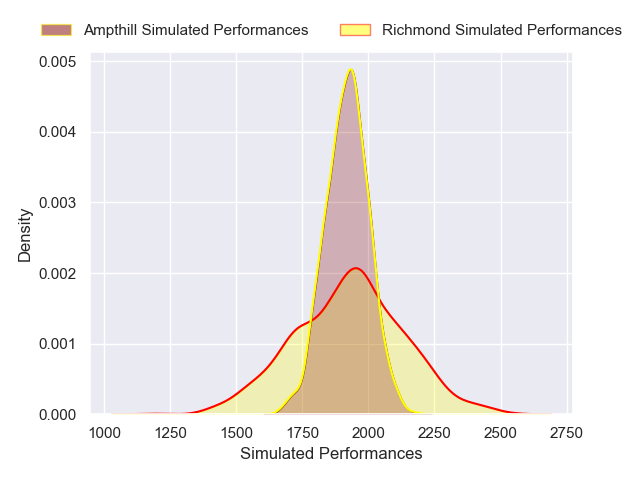 Ampthill Simulated Performances Richmond Simulated Performances
0.005
0.004
0.003
0.002
0.001
0.000
Density
1000 1250 1500 1750 2000 2250 2500 2750
Simulated Performances